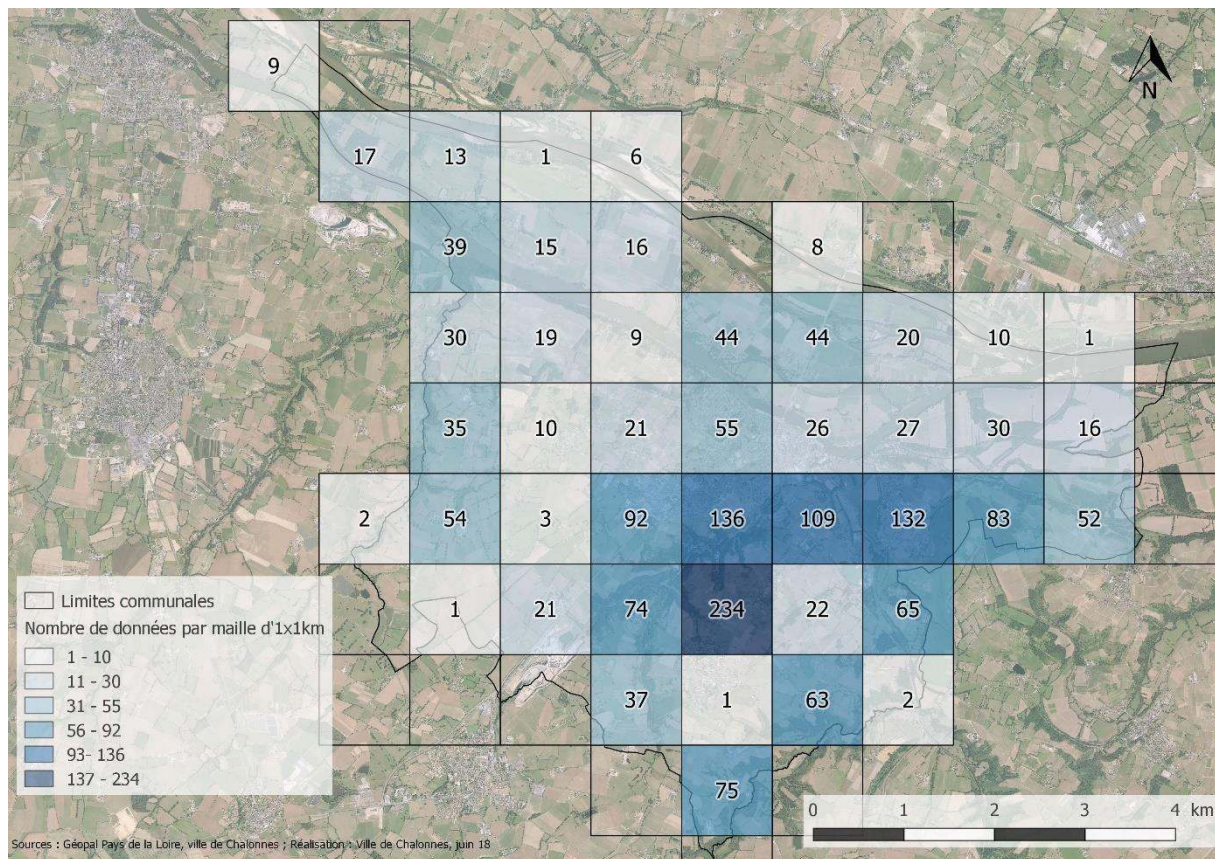 9
N
17 13 1 6
39 15 16 8
30 19 9 44 44 20 10 1
35 10 21 55 26 27 30 16
2 54 3 92 136 109 132 83 52
1 21 74 234 22 65
37 1 63 2
75
Limites communales
Nombre de données par maille d'1x1km
1 - 10
11 - 30
31 - 55
56 - 92
93- 136
137 - 234
0 1 2 3 4 km
Sources : Géopal Pays de la Loire, ville de Chalonnes ; Réalisation : Ville de Chalonnes, juin 18